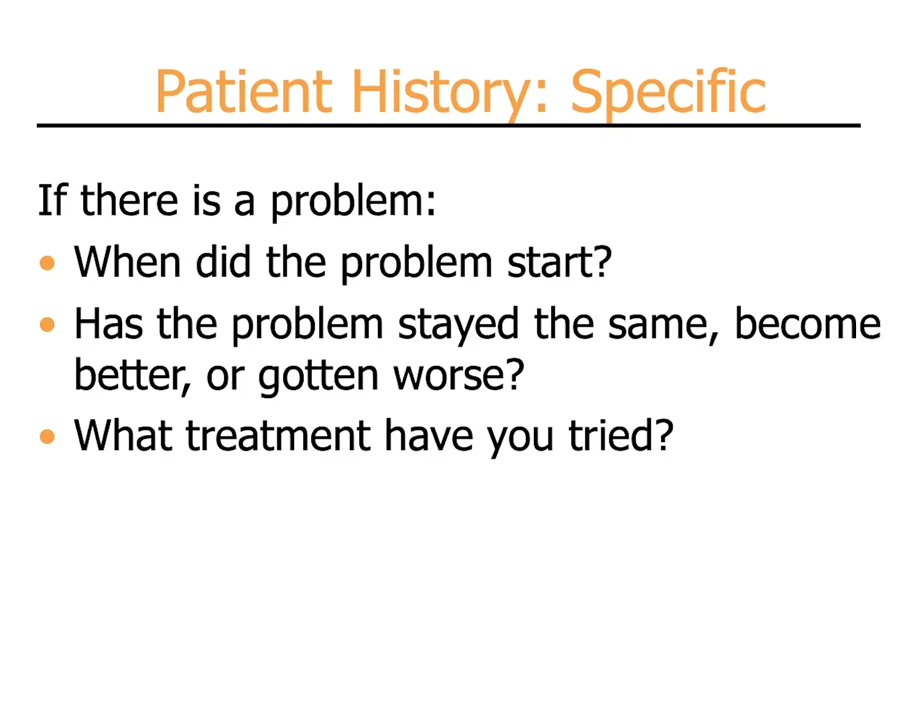 Patient History: Specific
If there is a problem:
• When did the problem start?
• Has the problem stayed the same, become
better, or gotten worse?
• What treatment have you tried?